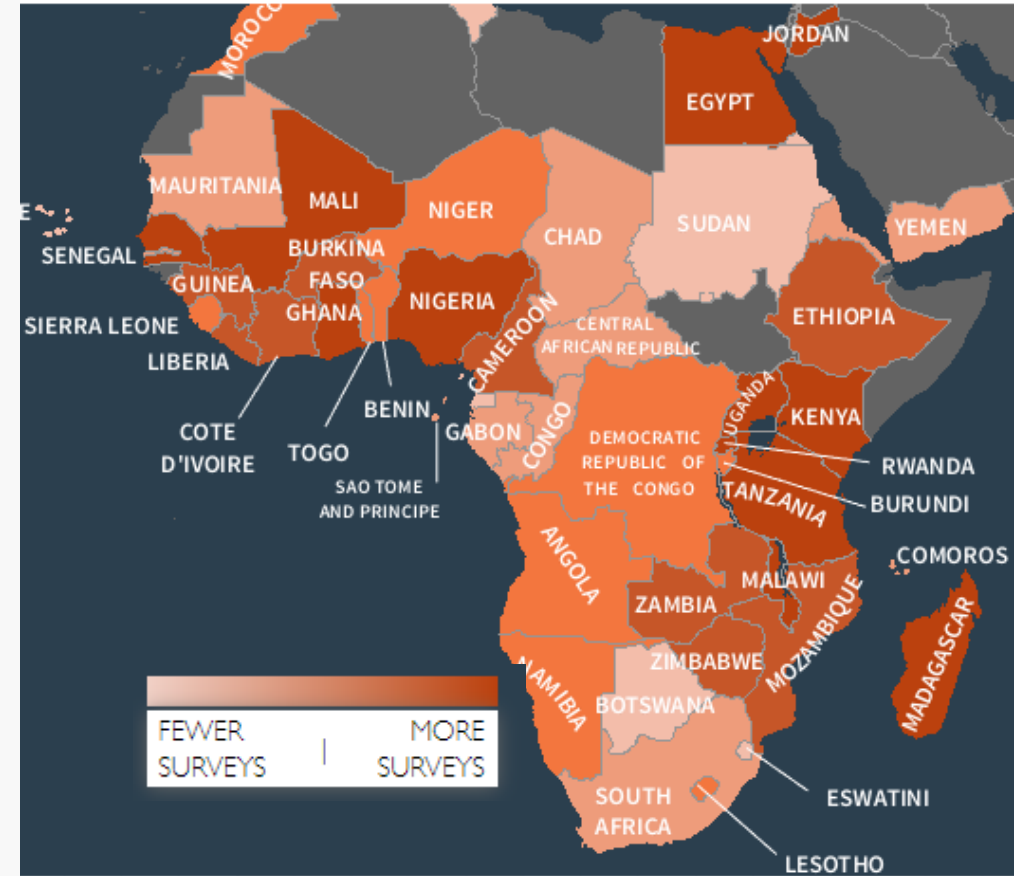 MOROCCO
JORDAN
EGYPT
MAURITANIA
MALI
NIGER
CHAD
SUDAN
YEMEN
E
SENEGAL
BURKINA
FASO
GUINEA
GHANA
NIGERIA
ETHIOPIA
SIERRA LEONE
LIBERIA
CAMEROON
CENTRAL
AFRICAN REPUBLIC
UGANDA
KENYA
BENIN
COTE
D'IVOIRE
TOGO
GABON
CONGO
DEMOCRATIC
REPUBLIC OF
THE CONGO
RWANDA
BURUNDI
SAO TOME
AND PRINCIPE
TANZANIA
ANGOLA
COMOROS
MALAWI
ZAMBIA
MOZAMBIQUE
MADAGASCAR
ZIMBABWE
NAMIBIA
BOTSWANA
FEWER
SURVEYS
|
MORE
SURVEYS
SOUTH
AFRICA
ESWATINI
LESOTHO